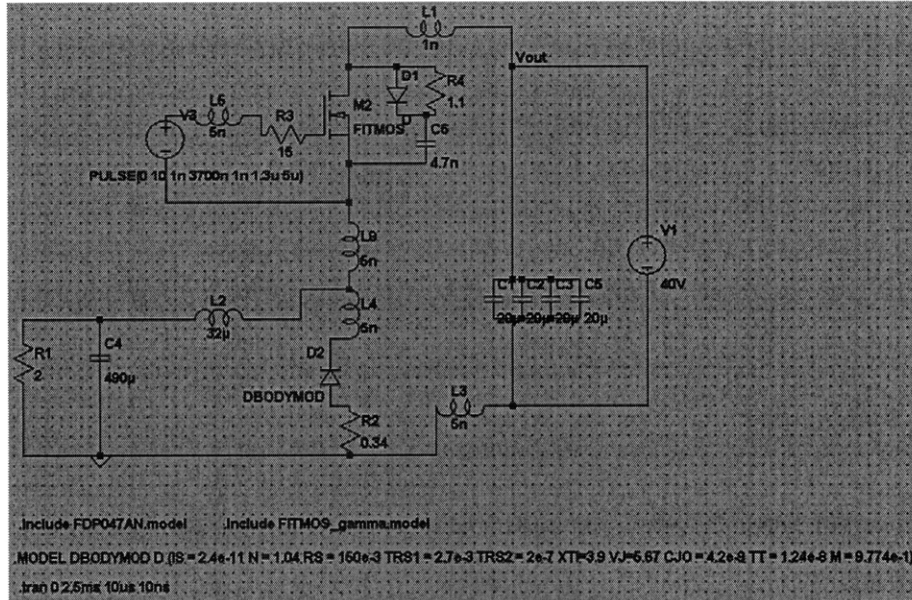 L1
1n
Vout
D1
R4
1.1
D
M2
FITMOS
C6
4.7n
L6
5n
V3
R3
15
PULSE(0 10 1n 3700n 1n 1.3u 5u)
L9
5n
V1
40V
L4
5n
L2
32µ
C2
C3
C5
20µ
20µ
20µ
20µ
R1
2
C4
490µ
D2
DBODYMOD
L3
5n
R2
0.34
.include FDP047AN.model
.include FITMOS_gamma.model
.MODEL DBODYMOD D (IS = 2.4e-11 N = 1.04 RS = 160e-3 TRS1 = 2.7e-3 TRS2 = 2e-7 XTI=3.9 VJ=5.67 CJO = 4.2e-9 TT = 1.24e-8 M = 9.774e-1)
.tran 0 2.5ms 10us 10ns